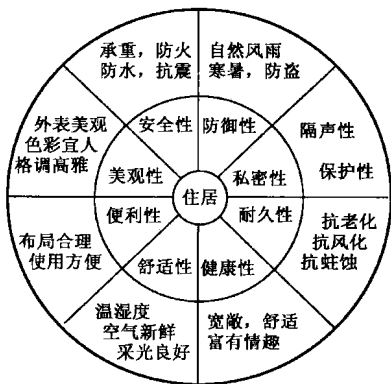 承重，防火
防水，抗震
自然风雨
寒暑，防盗
外表美观
色彩宜人
格调高雅
安全性
防御性
隔声性
保护性
美观性
私密性
住居
便利性
耐久性
布局合理
使用方便
抗老化
抗风化
抗蛀蚀
舒适性
健康性
温湿度
空气新鲜
采光良好
宽敞，舒适
富有情趣